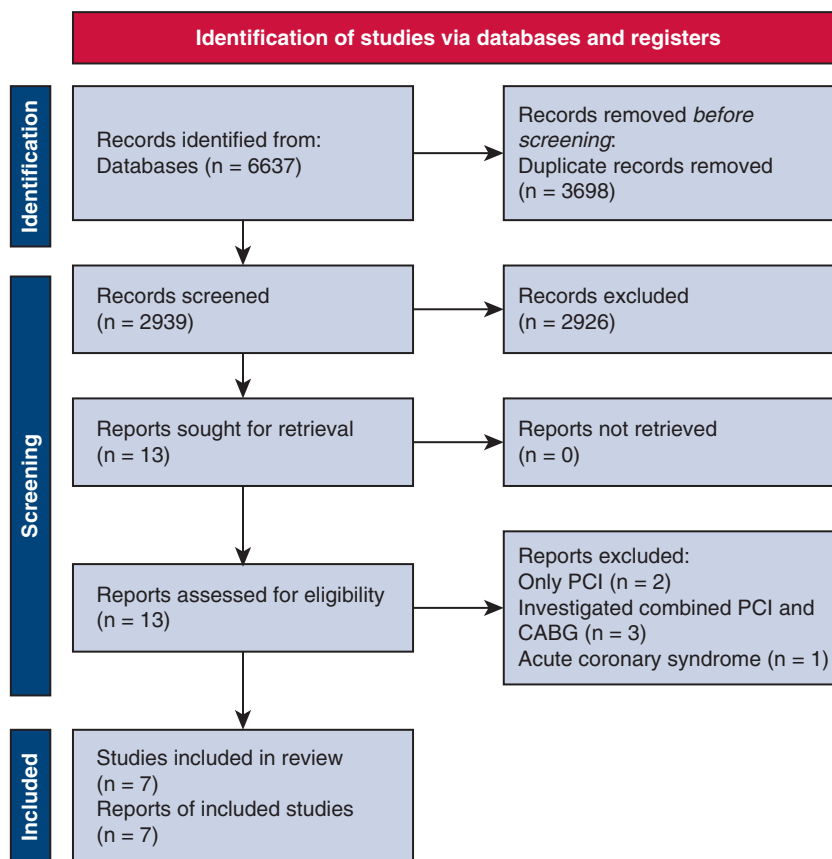 Identification of studies via databases and registers
Identification
Records identified from:
Databases (n = 6637)
Records removed before
screening:
Duplicate records removed
(n = 3698)
Screening
Records screened
(n = 2939)
Records excluded
(n = 2926)
Reports sought for retrieval
(n = 13)
Reports not retrieved
(n = 0)
Reports assessed for eligibility
(n = 13)
Reports excluded:
Only PCI (n = 2)
Investigated combined PCI and
CABG (n = 3)
Acute coronary syndrome (n = 1)
Included
Studies included in review
(n = 7)
Reports of included studies
(n = 7)